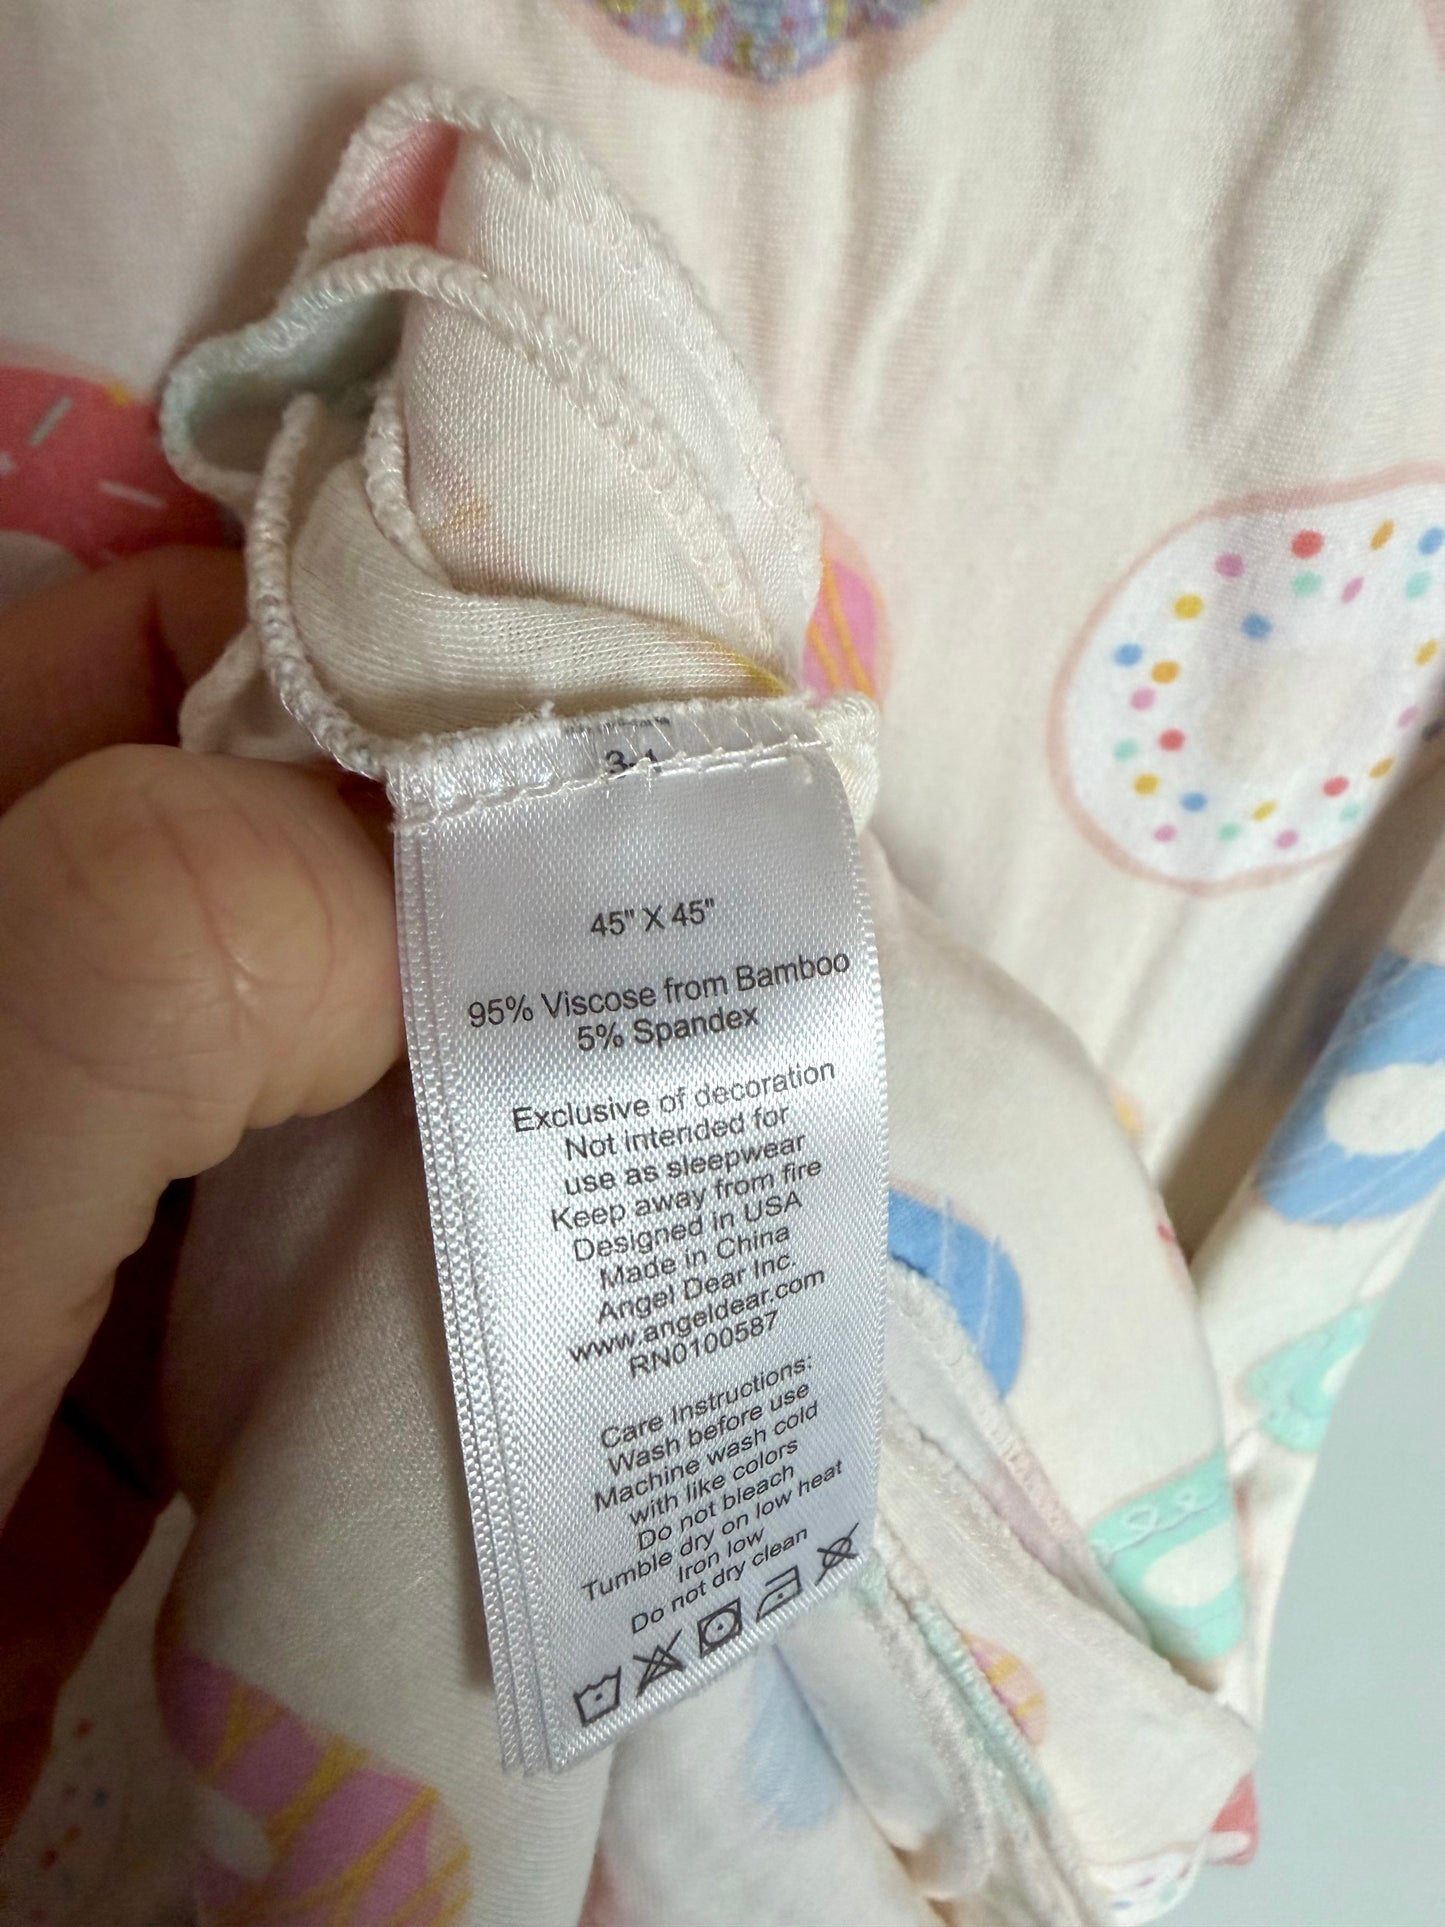 45" X 45"
95% Viscose from Bamboo
5% Spandex
Exclusive of decoration
Not intended for
use as sleepwear
Keep away from fire
Designed in USA
Made in China
Angel Dear Inc.
www.angeldear.com
RN0100587
Care Instructions:
Wash before use
Machine wash cold
with like colors
Do not bleach
Tumble dry on low heat
Iron low
Do not dry clean